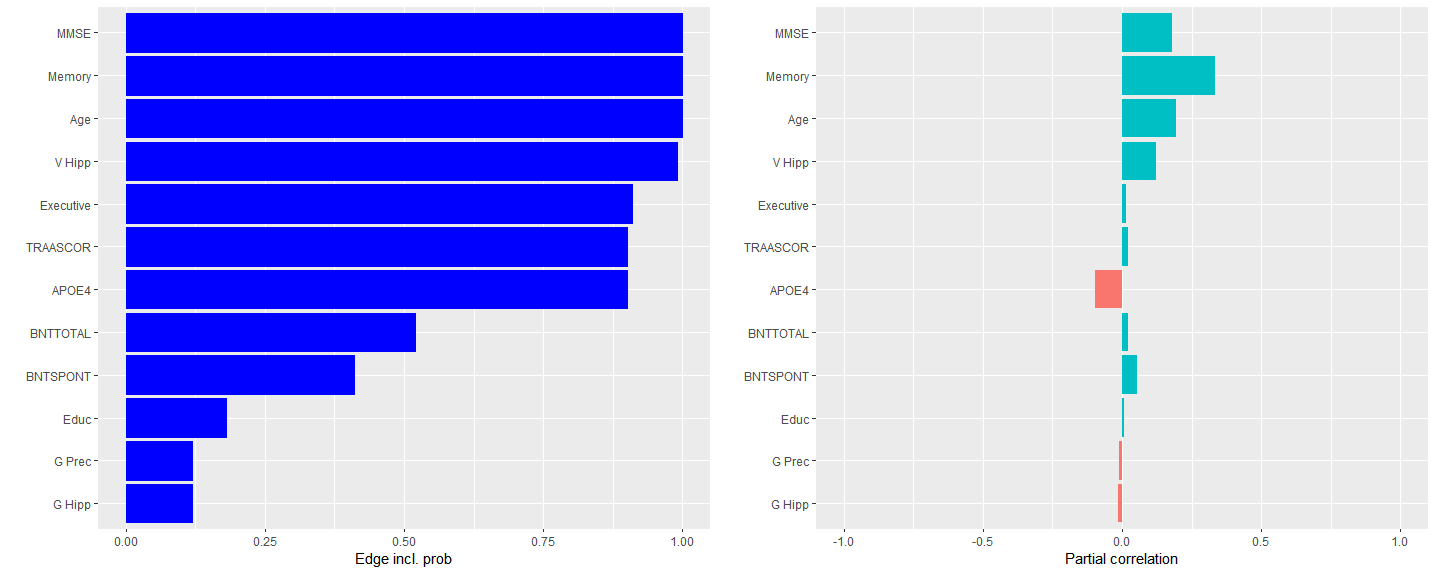 MMSE
Memory
Age
V Hipp
Executive
TRAASCOR
APOE4
BNTTOTAL
BNTSPONT
Educ
G Prec
G Hipp
0.00 0.25 0.50 0.75 1.00
Edge incl. prob
MMSE
Memory
Age
V Hipp
Executive
TRAASCOR
APOE4
BNTTOTAL
BNTSPONT
Educ
G Prec
G Hipp
-1.0 -0.5 0.0 0.5 1.0
Partial correlation